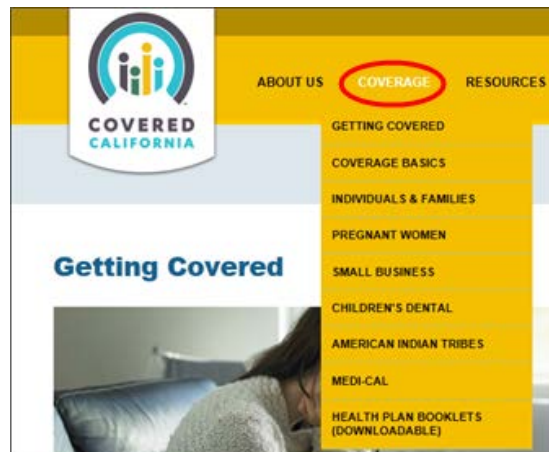 COVERED
CALIFORNIA
ABOUT US COVERAGE RESOURCES
GETTING COVERED
COVERAGE BASICS
INDIVIDUALS & FAMILIES
PREGNANT WOMEN
SMALL BUSINESS
CHILDREN'S DENTAL
AMERICAN INDIAN TRIBES
MEDI-CAL
HEALTH PLAN BOOKLETS
(DOWNLOADABLE)
Getting Covered